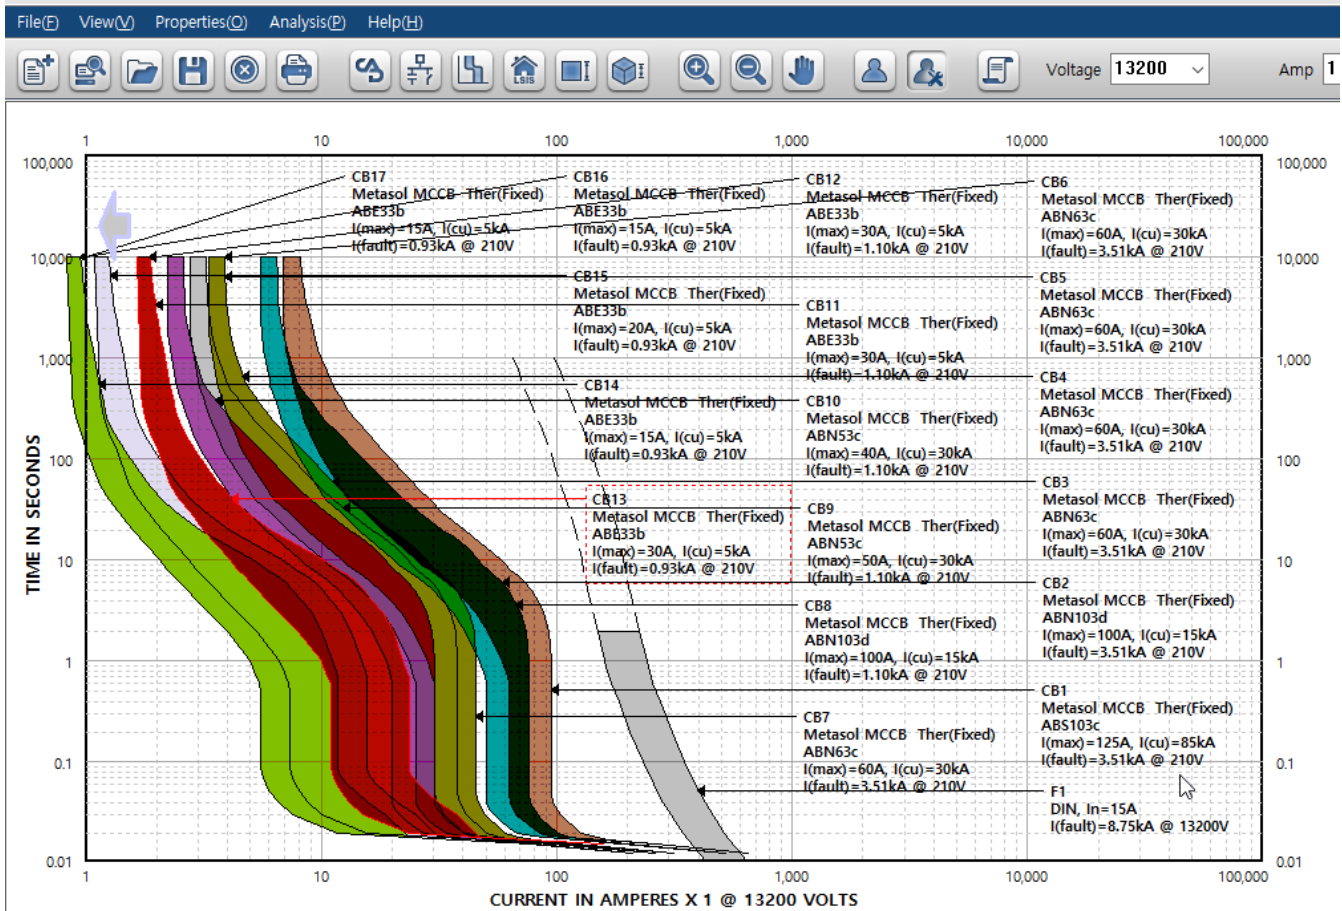 File(F) View(V) Properties(O) Analysis(P) Help(H)
LSIS
Voltage 13200 Amp 1
1 10 100 1,000 10,000 100,000
100,000 100,000
10,000 10,000
1,000 1,000
100 100
10 10
1 1
0.1 0.1
0.01 0.01
1 10 100 1,000 10,000 100,000
TIME IN SECONDS
CURRENT IN AMPERES X 1 @ 13200 VOLTS
CB17
Metasol MCCB Ther(Fixed)
ABE33b
I(max)=15A, I(cu)=5kA
I(fault)=0.93kA @ 210V
CB16
Metasol MCCB Ther(Fixed)
ABE33b
I(max)=15A, I(cu)=5kA
I(fault)=0.93kA @ 210V
CB12
Metasol MCCB Ther(Fixed)
ABE33b
I(max)=30A, I(cu)=5kA
I(fault)=1.10kA @ 210V
CB6
Metasol MCCB Ther(Fixed)
ABN63c
I(max)=60A, I(cu)=30kA
I(fault)=3.51kA @ 210V
CB15
Metasol MCCB Ther(Fixed)
ABE33b
I(max)=20A, I(cu)=5kA
I(fault)=0.93kA @ 210V
CB11
Metasol MCCB Ther(Fixed)
ABE33b
I(max)=30A, I(cu)=5kA
I(fault)=1.10kA @ 210V
CB5
Metasol MCCB Ther(Fixed)
ABN63c
I(max)=60A, I(cu)=30kA
I(fault)=3.51kA @ 210V
CB14
Metasol MCCB Ther(Fixed)
ABE33b
I(max)=15A, I(cu)=5kA
I(fault)=0.93kA @ 210V
CB10
Metasol MCCB Ther(Fixed)
ABN53c
I(max)=40A, I(cu)=30kA
I(fault)=1.10kA @ 210V
CB4
Metasol MCCB Ther(Fixed)
ABN63c
I(max)=60A, I(cu)=30kA
I(fault)=3.51kA @ 210V
CB13
Metasol MCCB Ther(Fixed)
ABE33b
I(max)=30A, I(cu)=5kA
I(fault)=0.93kA @ 210V
CB9
Metasol MCCB Ther(Fixed)
ABN53c
I(max)=50A, I(cu)=30kA
I(fault)=1.10kA @ 210V
CB3
Metasol MCCB Ther(Fixed)
ABN63c
I(max)=60A, I(cu)=30kA
I(fault)=3.51kA @ 210V
CB8
Metasol MCCB Ther(Fixed)
ABN103d
I(max)=100A, I(cu)=15kA
I(fault)=1.10kA @ 210V
CB2
Metasol MCCB Ther(Fixed)
ABN103d
I(max)=100A, I(cu)=15kA
I(fault)=3.51kA @ 210V
CB7
Metasol MCCB Ther(Fixed)
ABN63c
I(max)=60A, I(cu)=30kA
I(fault)=3.51kA @ 210V
CB1
Metasol MCCB Ther(Fixed)
ABS103c
I(max)=125A, I(cu)=85kA
I(fault)=3.51kA @ 210V
F1
DIN, In=15A
I(fault)=8.75kA @ 13200V